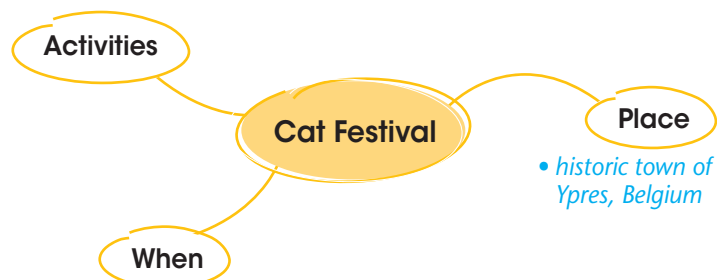 Activities
Cat Festival
Place
• historic town of
Ypres, Belgium
When